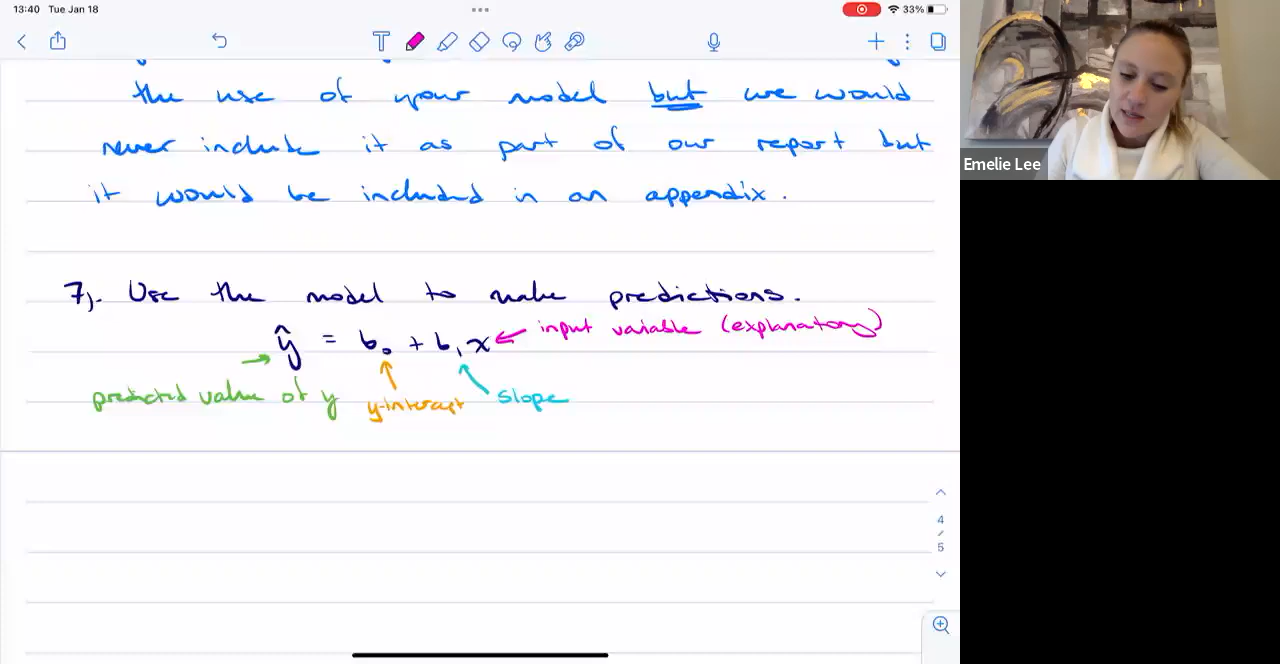 13:40 Tue Jan 18
33%
the use of your model but we would
never include it as part of our report but
it would be included in an appendix.
7). Use the model to make predictions.
ŷ = b₀ + b₁x ← input variable (explanatory)
predicted value of y
y-intercept
slope
4
/
5
Emelie Lee